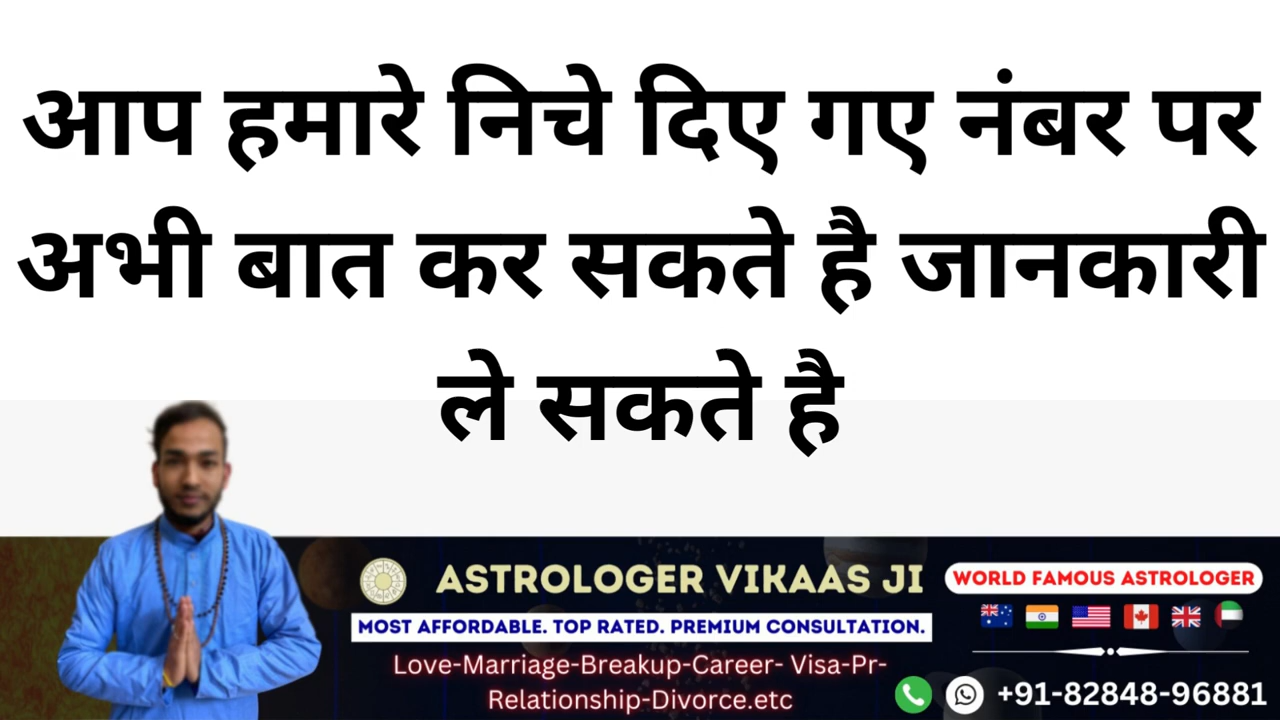 आप हमारे निचे दिए गए नंबर पर
अभी बात कर सकते है जानकारी
ले सकते है
ASTROLOGER VIKAAS JI
WORLD FAMOUS ASTROLOGER
MOST AFFORDABLE. TOP RATED. PREMIUM CONSULTATION.
Love-Marriage-Breakup-Career- Visa-Pr-
Relationship-Divorce.etc
+91-82848-96881